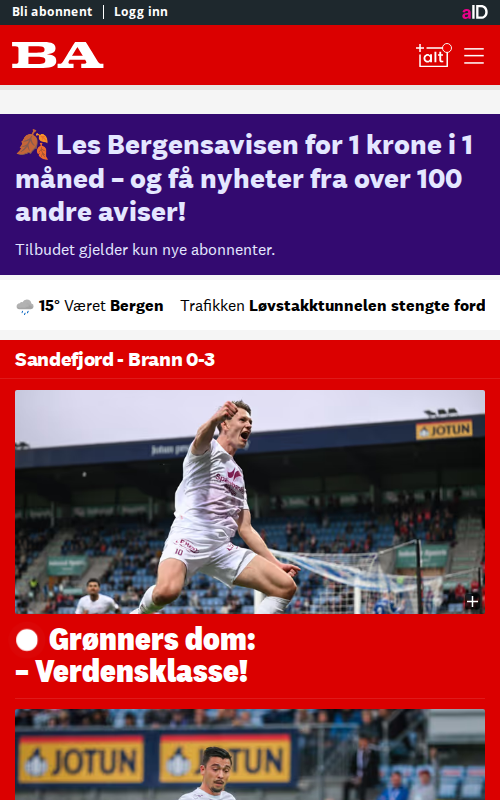 Bli abonnent | Logg inn
aID
BA
alt
Les Bergensavisen for 1 krone i 1
måned – og få nyheter fra over 100
andre aviser!
Tilbudet gjelder kun nye abonnenter.
15° Været Bergen Trafikken Løvstakktunnelen stengte ford
Sandefjord - Brann 0-3
JOTUN
10
Grønners dom:
– Verdensklasse!
JOTUN JOTUN